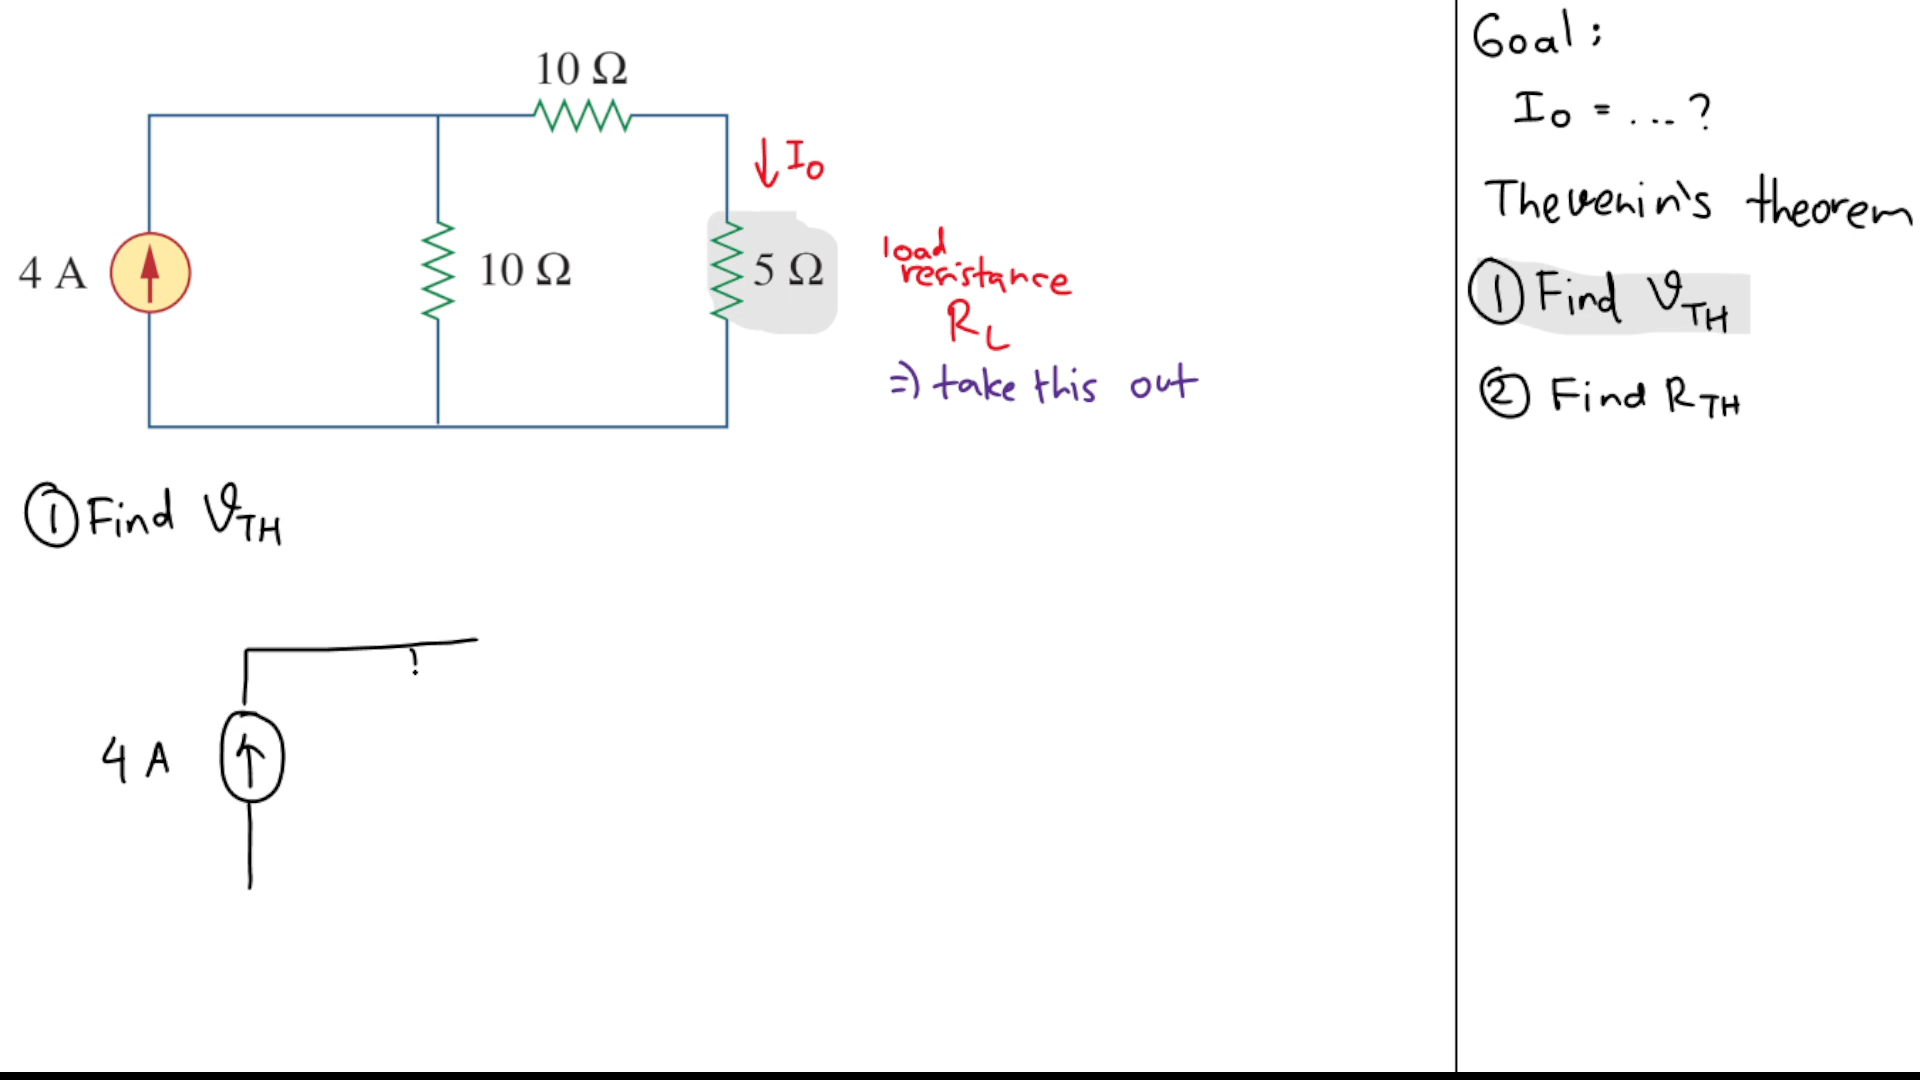 10 Ω
4 A
10 Ω
5 Ω
↓ I₀
load
resistance
R_L
⇒ take this out
① Find V_TH
4 A
Goal:
I₀ = ...?
Thevenin's theorem
① Find V_TH
② Find R_TH